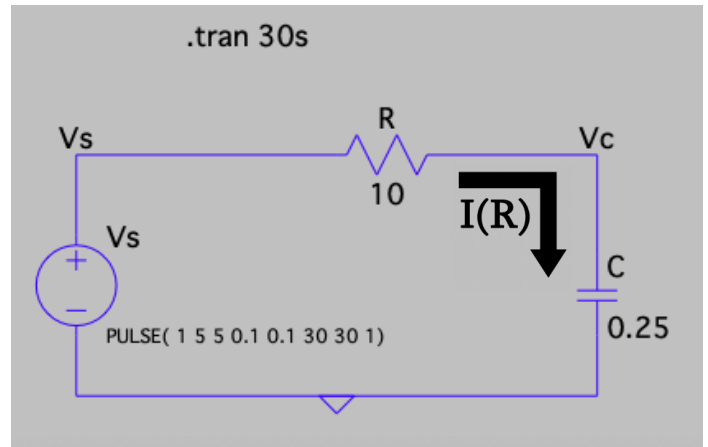 .tran 30s
R
Vs
Vc
10
I(R)
Vs
+
−
C
PULSE( 1 5 5 0.1 0.1 30 30 1)
0.25